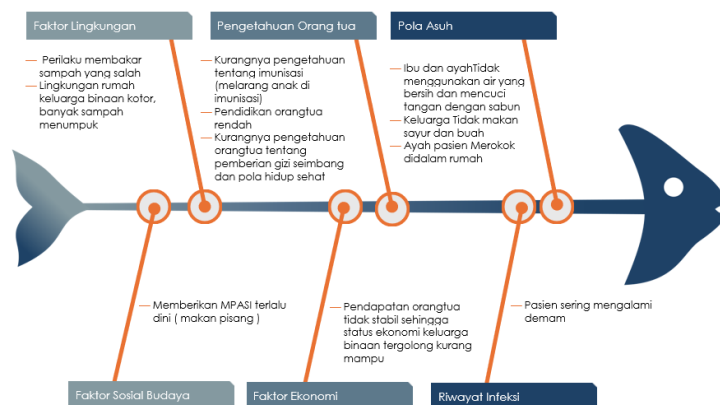 Faktor Lingkungan
Perilaku membakar
sampah yang salah
Lingkungan rumah
keluarga binaan kotor,
banyak sampah
menumpuk
Pengetahuan Orang tua
Kurangnya pengetahuan
tentang imunisasi
(melarang anak di
imunisasi)
Pendidikan orangtua
rendah
Kurangnya pengetahuan
orangtua tentang
pemberian gizi seimbang
dan pola hidup sehat
Pola Asuh
Ibu dan ayahTidak
menggunakan air yang
bersih dan mencuci
tangan dengan sabun
Keluarga Tidak makan
sayur dan buah
Ayah pasien Merokok
didalam rumah
Memberikan MPASI terlalu
dini ( makan pisang )
Faktor Sosial Budaya
Pendapatan orangtua
tidak stabil sehingga
status ekonomi keluarga
binaan tergolong kurang
mampu
Faktor Ekonomi
Pasien sering mengalami
demam
Riwayat Infeksi